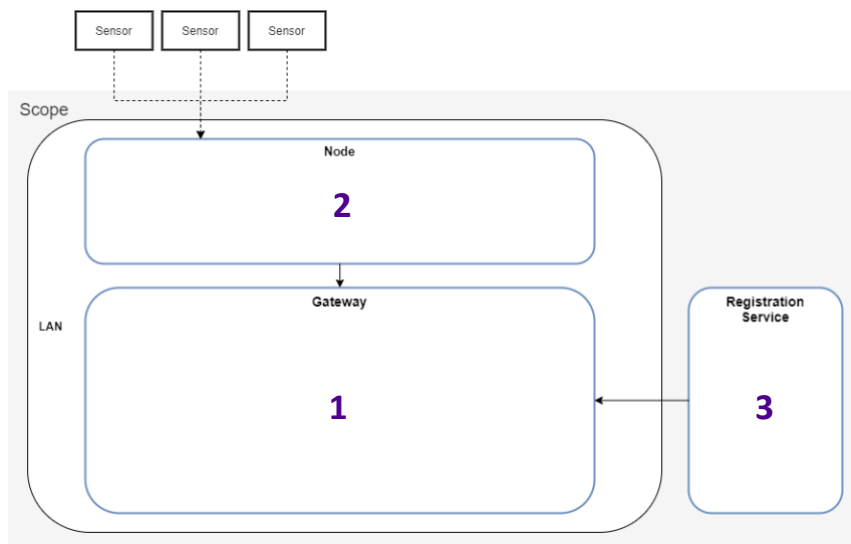 Sensor
Sensor
Sensor
Scope
Node
2
Gateway
LAN
1
Registration
Service
3